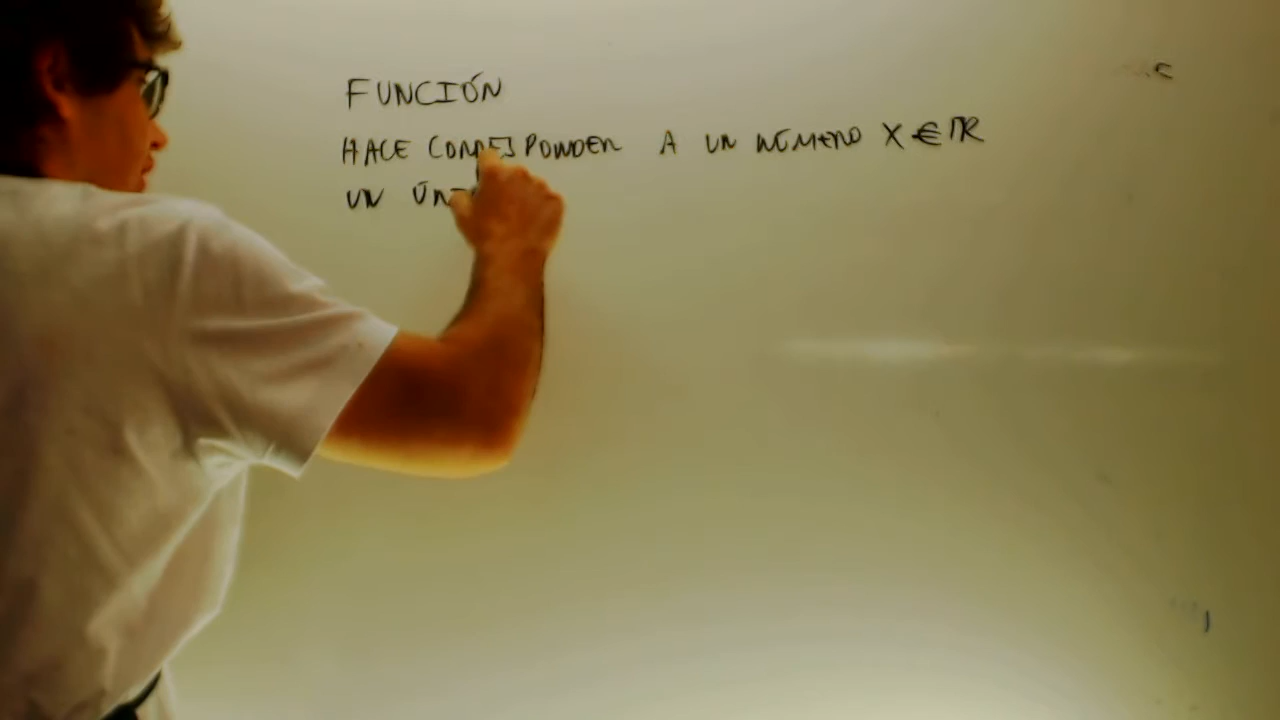 FUNCIÓN
HACE CORRESPONDER A UN NÚMERO X ∈ ℝ
UN